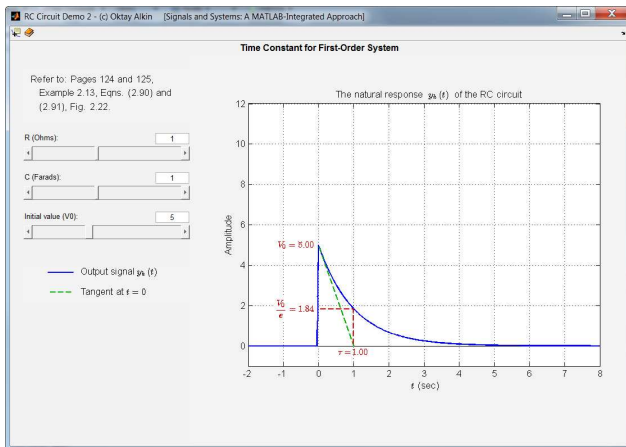 RC Circuit Demo 2 - (c) Oktay Alkin [Signals and Systems: A MATLAB-Integrated Approach]
Time Constant for First-Order System
Refer to: Pages 124 and 125,
Example 2.13, Eqns. (2.90) and
(2.91), Fig. 2.22.
R (Ohms): 1
C (Farads): 1
Initial value (V0): 5
Output signal yₕ (t)
Tangent at t = 0
The natural response yₕ (t) of the RC circuit
12
10
8
6
4
2
0
Amplitude
V₀ = 5.00
V₀/e = 1.84
τ = 1.00
-2 -1 0 1 2 3 4 5 6 7 8
t (sec)